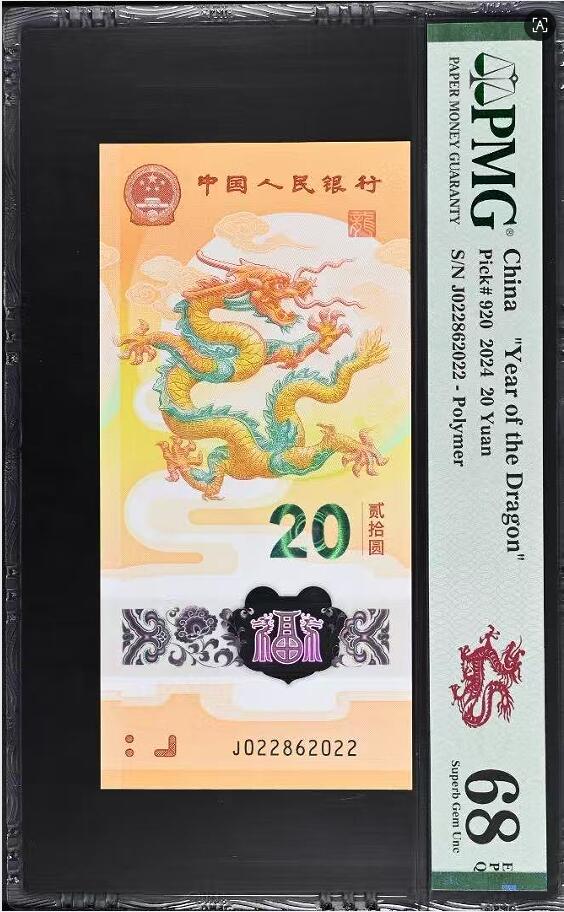 中国人民银行
龍
20
贰拾圆
J022862022
PMG®
PAPER MONEY GUARANTY
China "Year of the Dragon"
Pick# 920 2024 20 Yuan
S/N J022862022 - Polymer
68
EPQ
Superb Gem Unc